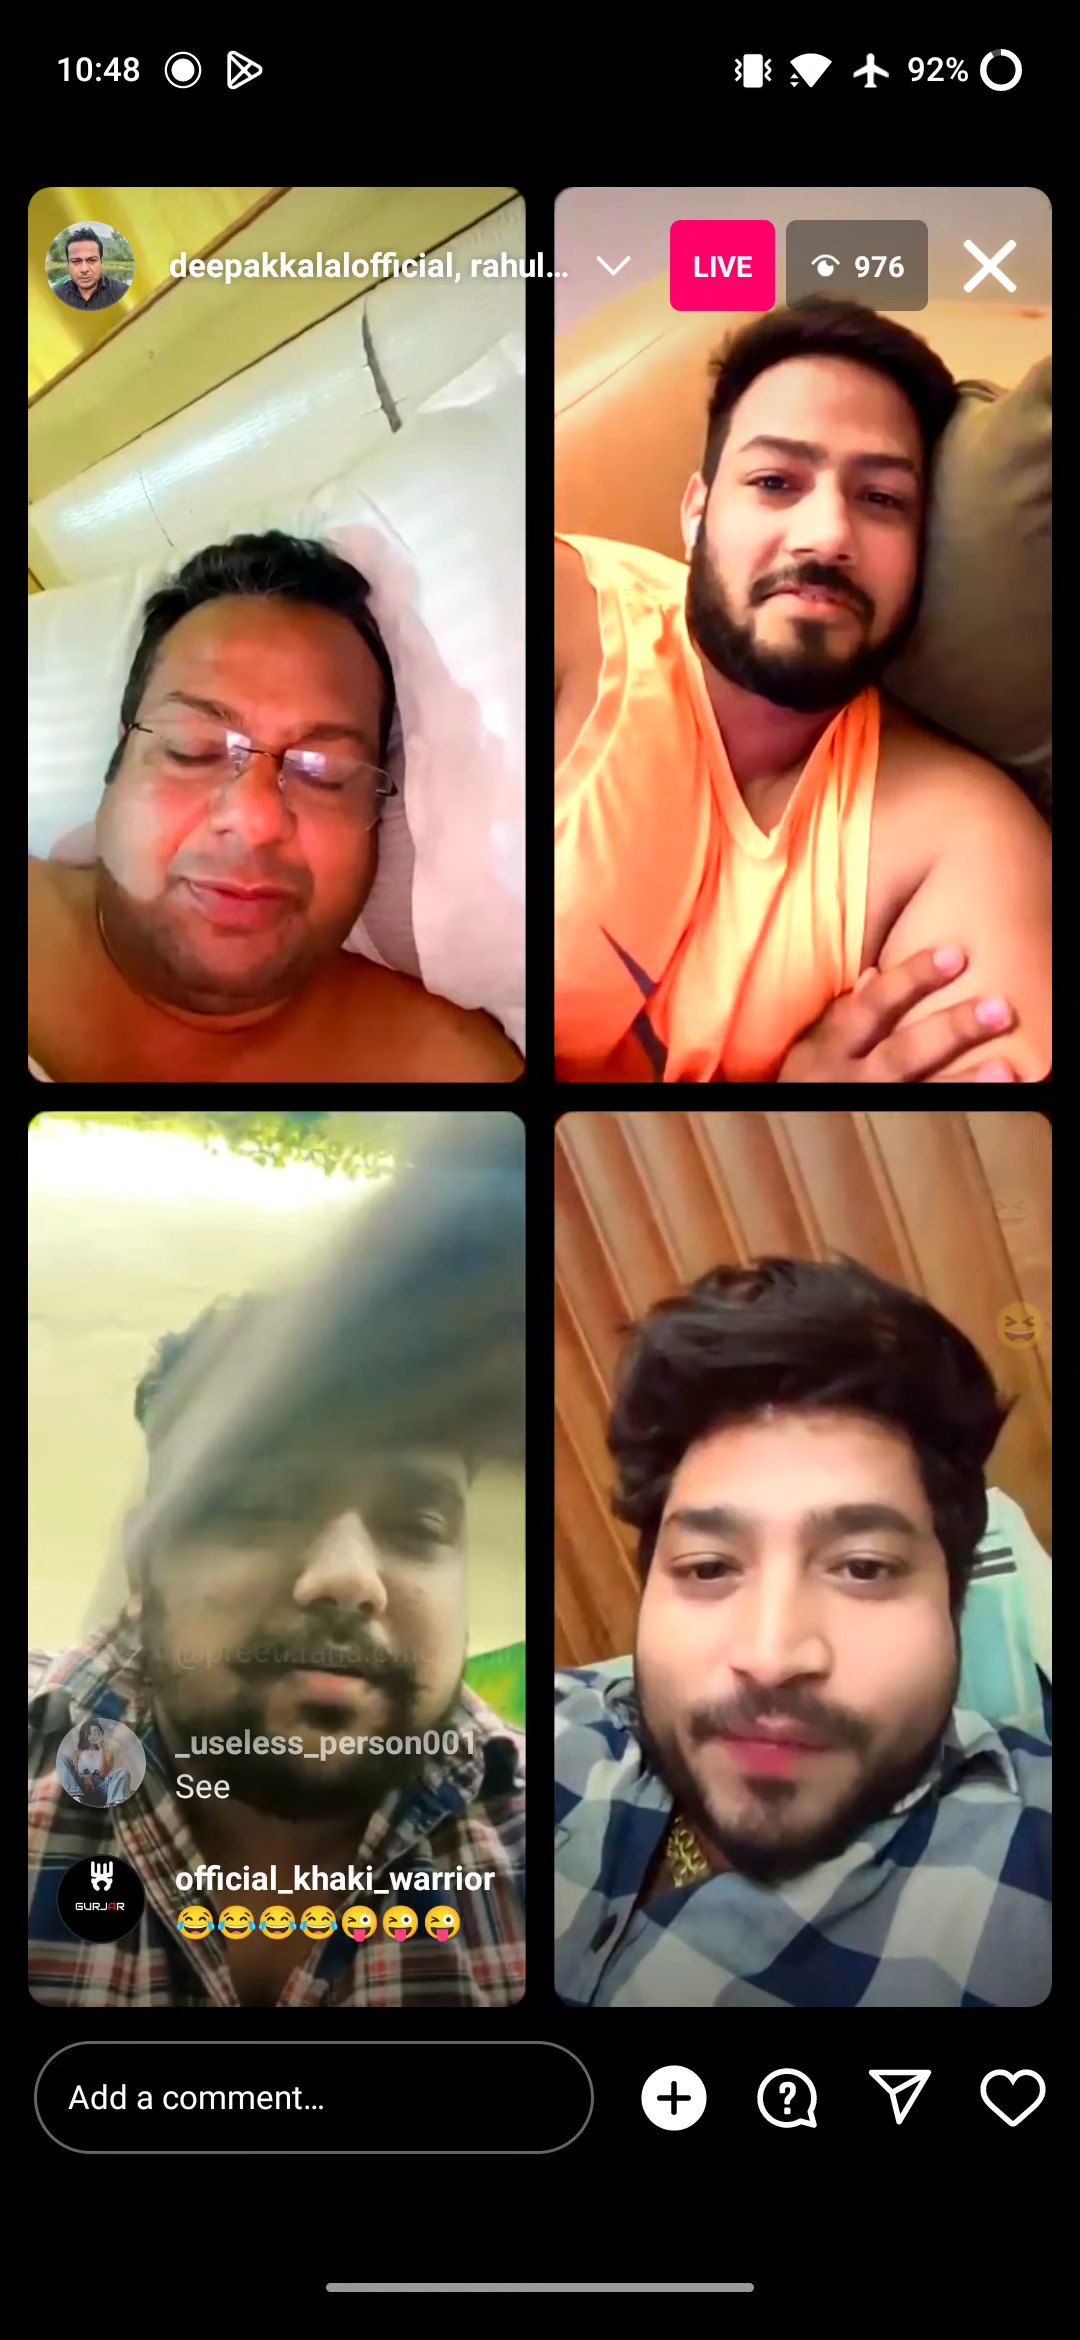 10:48
92%
deepakkalalofficial, rahul...
LIVE
976
_useless_person001
See
GURJAR
official_khaki_warrior
😂😂😂😂😜😜😜
Add a comment...